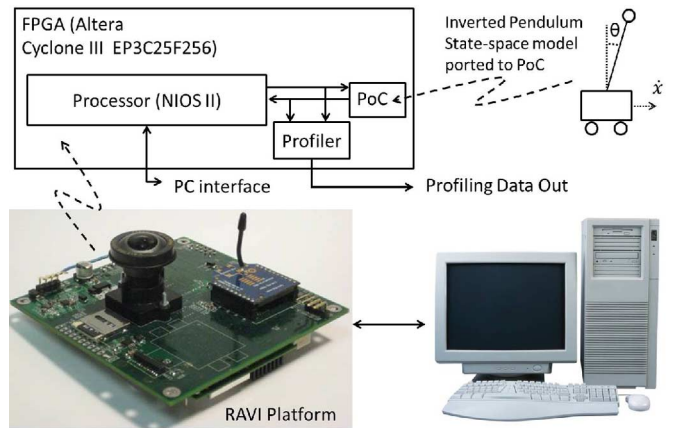 FPGA (Altera
Cyclone III EP3C25F256)
Processor (NIOS II)
PoC
Profiler
PC interface
Profiling Data Out
Inverted Pendulum
State-space model
ported to PoC
θ
ẋ
RAVI Platform